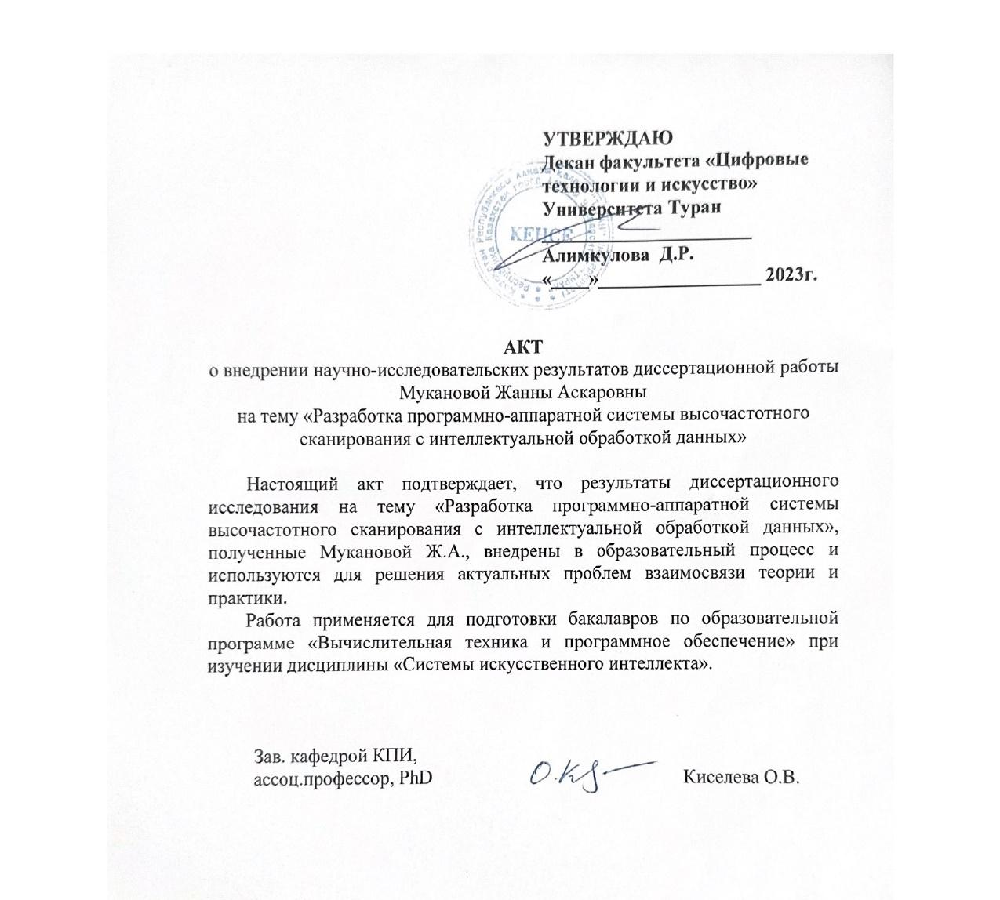 УТВЕРЖДАЮ
Декан факультета «Цифровые
технологии и искусство»
Университета Туран
КЕҢСЕ
Алимкулова Д.Р.
«____»_________________ 2023г.
АКТ
о внедрении научно-исследовательских результатов диссертационной работы
Мукановой Жанны Аскаровны
на тему «Разработка программно-аппаратной системы высочастотного
сканирования с интеллектуальной обработкой данных»
Настоящий акт подтверждает, что результаты диссертационного
исследования на тему «Разработка программно-аппаратной системы
высочастотного сканирования с интеллектуальной обработкой данных»,
полученные Мукановой Ж.А., внедрены в образовательный процесс и
используются для решения актуальных проблем взаимосвязи теории и
практики.
Работа применяется для подготовки бакалавров по образовательной
программе «Вычислительная техника и программное обеспечение» при
изучении дисциплины «Системы искусственного интеллекта».
Зав. кафедрой КПИ,
ассоц.профессор, PhD
Киселева О.В.